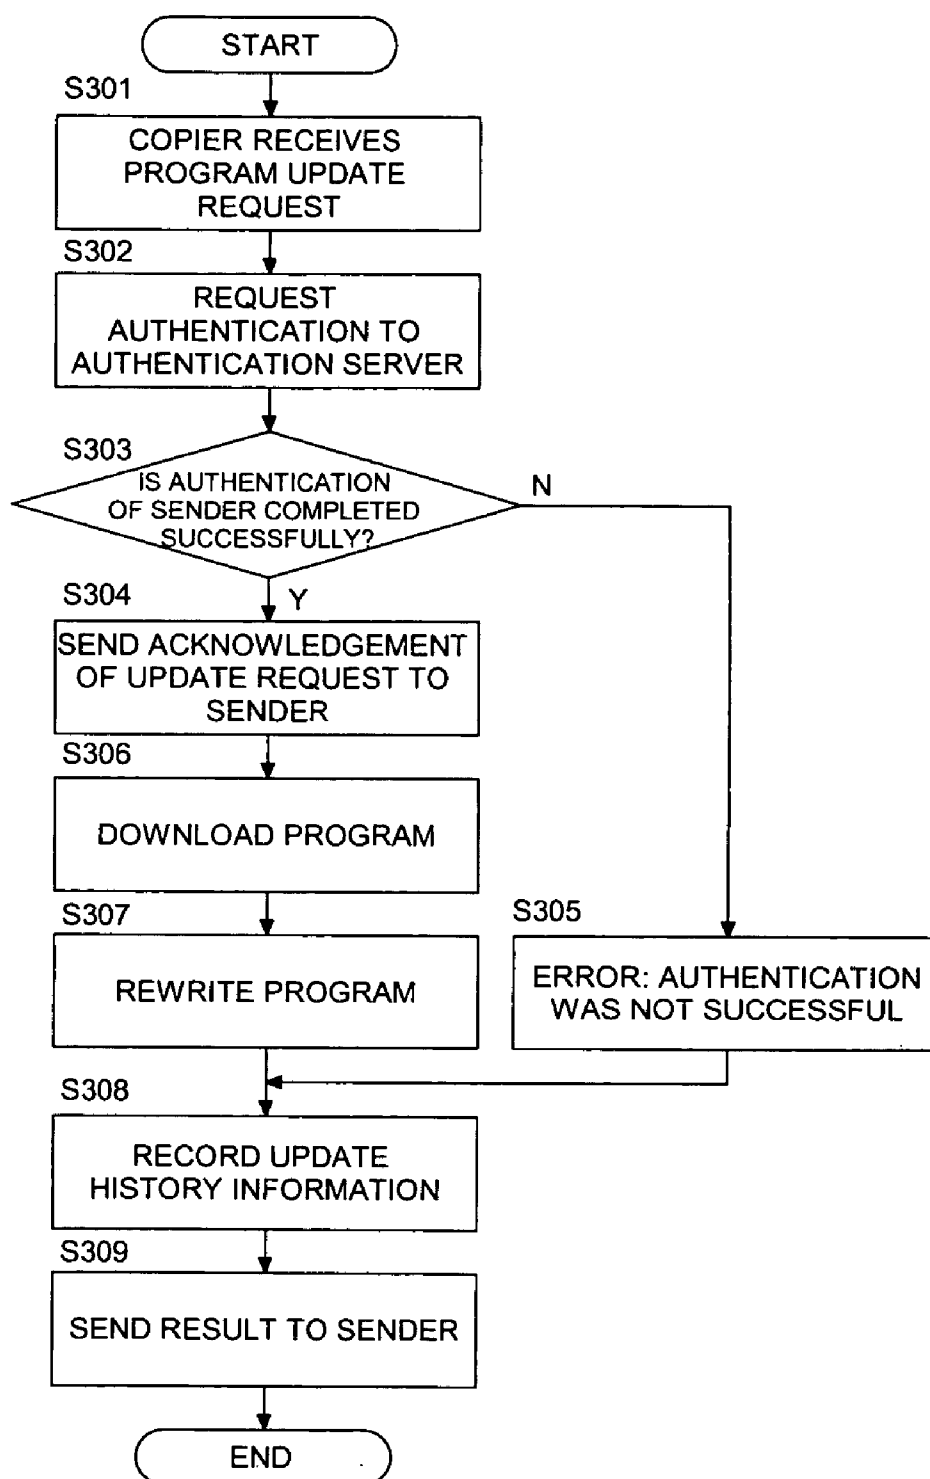 START
S301
COPIER RECEIVES
PROGRAM UPDATE
REQUEST
S302
REQUEST
AUTHENTICATION TO
AUTHENTICATION SERVER
S303
IS AUTHENTICATION
OF SENDER COMPLETED
SUCCESSFULLY?
N
Y
S304
SEND ACKNOWLEDGEMENT
OF UPDATE REQUEST TO
SENDER
S306
DOWNLOAD PROGRAM
S307
REWRITE PROGRAM
S305
ERROR: AUTHENTICATION
WAS NOT SUCCESSFUL
S308
RECORD UPDATE
HISTORY INFORMATION
S309
SEND RESULT TO SENDER
END